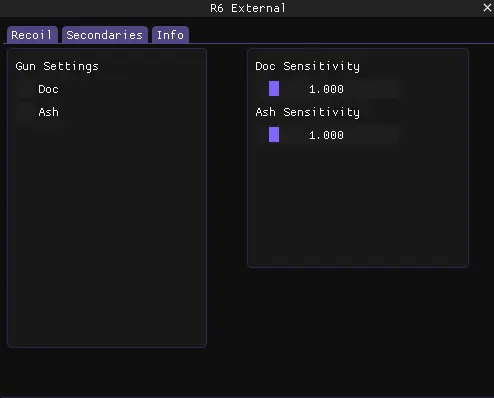 R6 External
Recoil Secondaries Info
Gun Settings
Doc
Ash
Doc Sensitivity
1.000
Ash Sensitivity
1.000